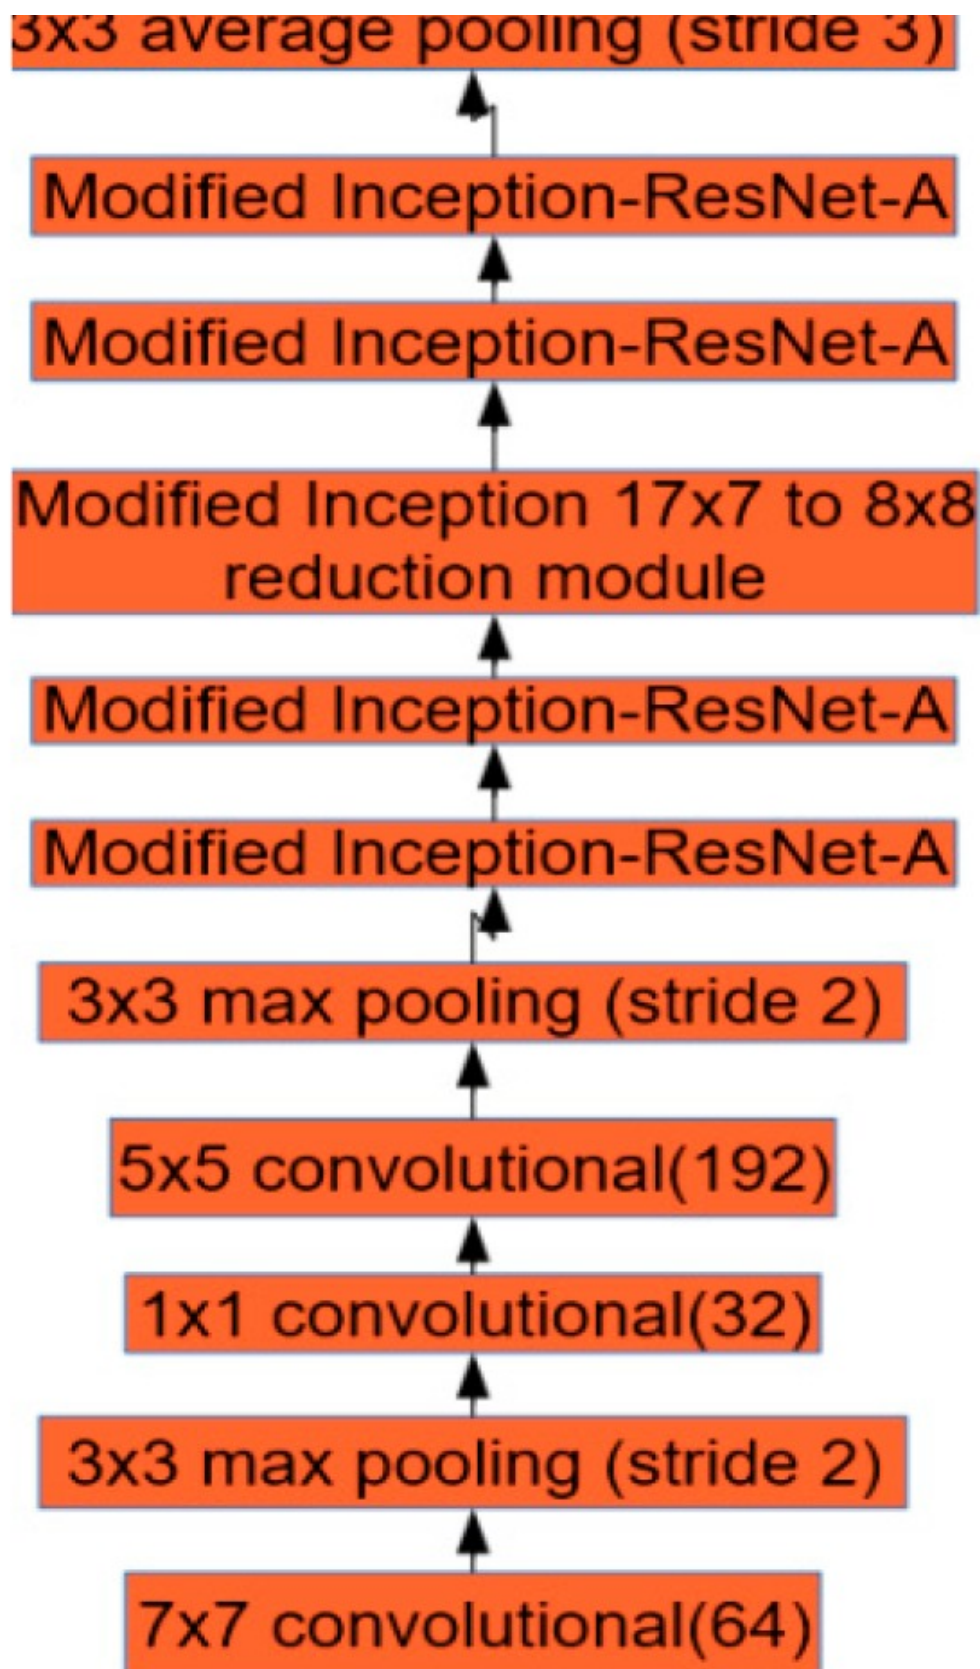 3x3 average pooling (stride 3)
Modified Inception-ResNet-A
Modified Inception-ResNet-A
Modified Inception 17x7 to 8x8
reduction module
Modified Inception-ResNet-A
Modified Inception-ResNet-A
3x3 max pooling (stride 2)
5x5 convolutional(192)
1x1 convolutional(32)
3x3 max pooling (stride 2)
7x7 convolutional(64)